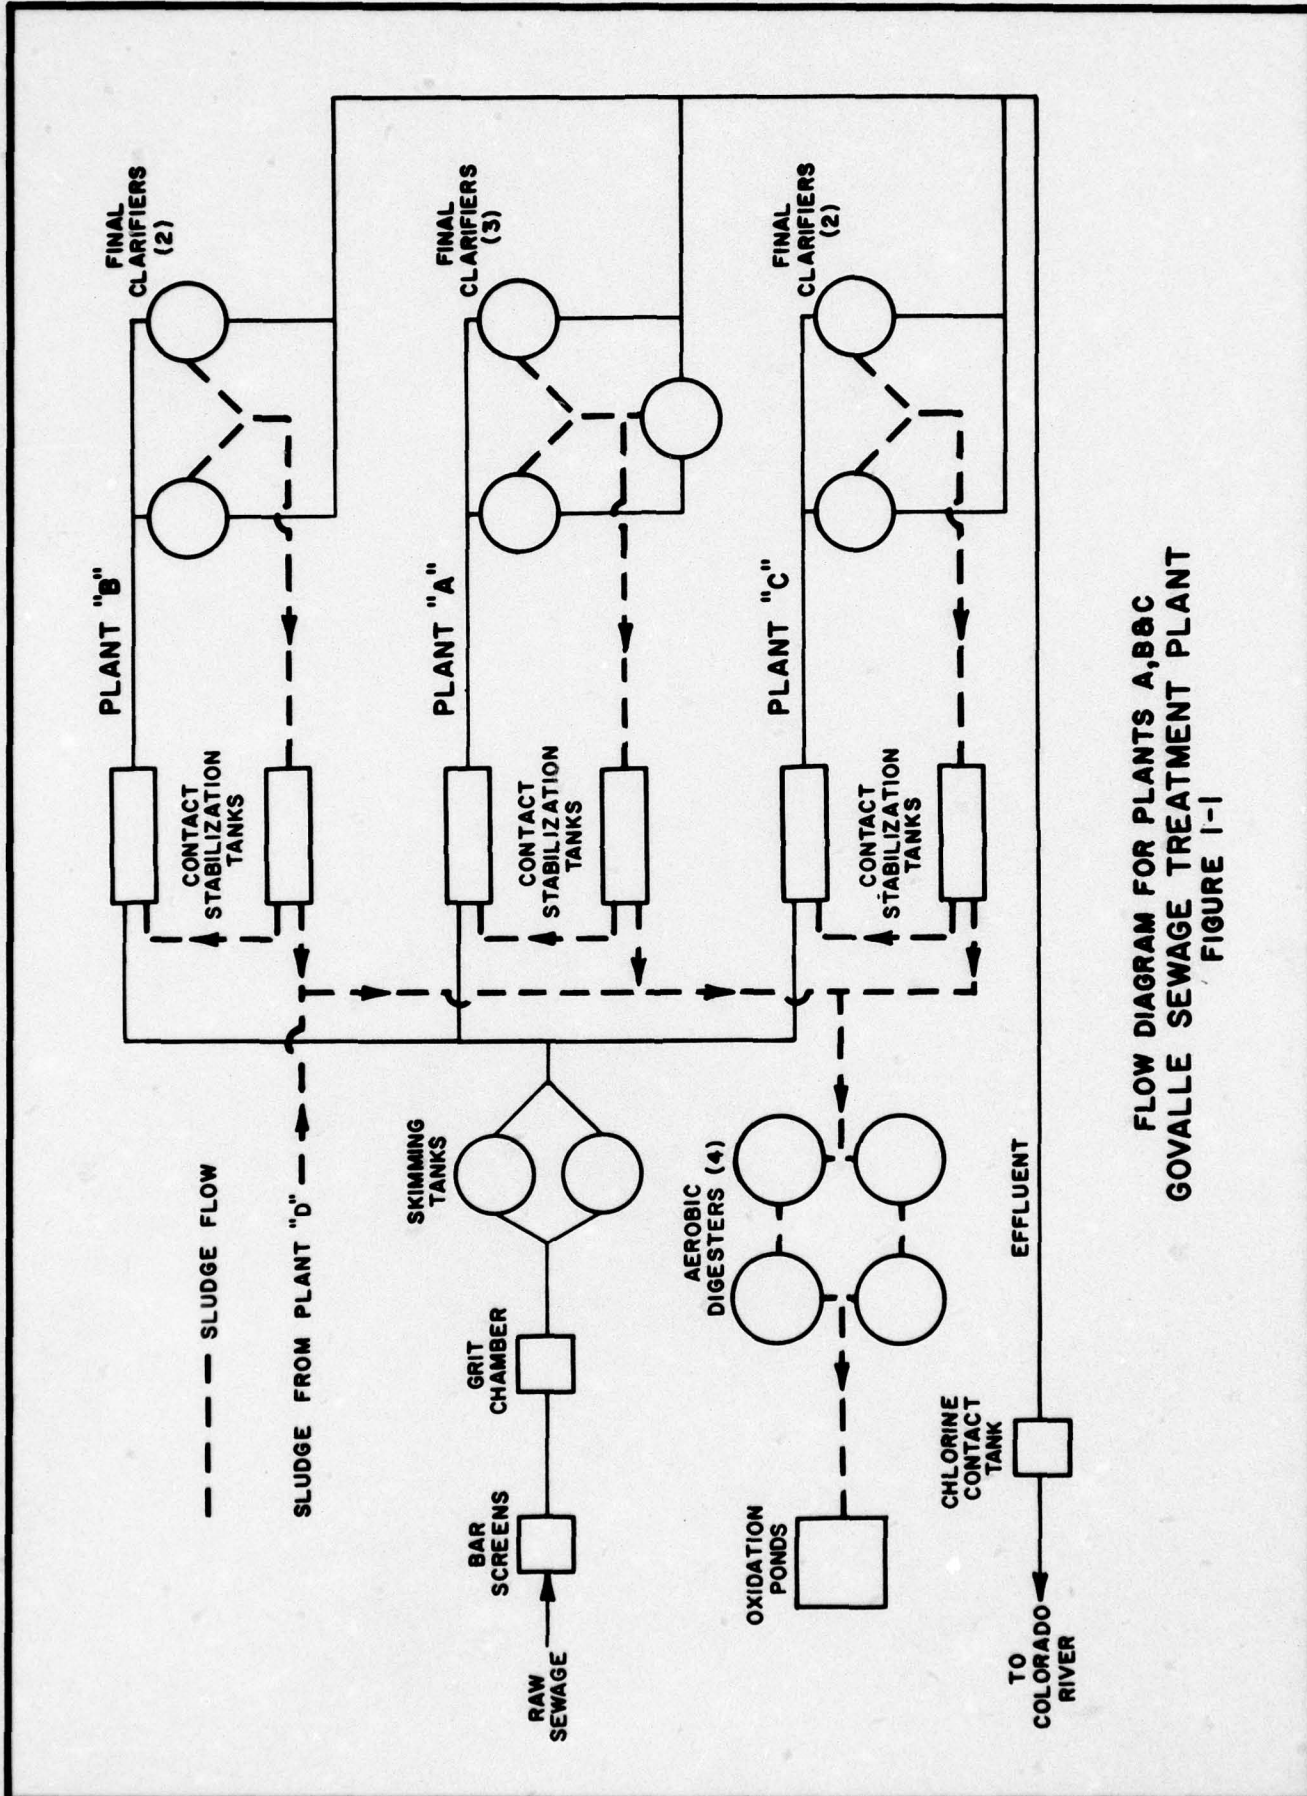 FINAL
CLARIFIERS
(2)
PLANT "B"
CONTACT
STABILIZATION
TANKS
FINAL
CLARIFIERS
(3)
PLANT "A"
CONTACT
STABILIZATION
TANKS
FINAL
CLARIFIERS
(2)
PLANT "C"
CONTACT
STABILIZATION
TANKS
SLUDGE FLOW
SLUDGE FROM PLANT "D"
SKIMMING
TANKS
GRIT
CHAMBER
BAR
SCREENS
RAW
SEWAGE
AEROBIC
DIGESTERS (4)
OXIDATION
PONDS
EFFLUENT
CHLORINE
CONTACT
TANK
TO
COLORADO
RIVER
FLOW DIAGRAM FOR PLANTS A,B&C
GOVALLE SEWAGE TREATMENT PLANT
FIGURE 1-1